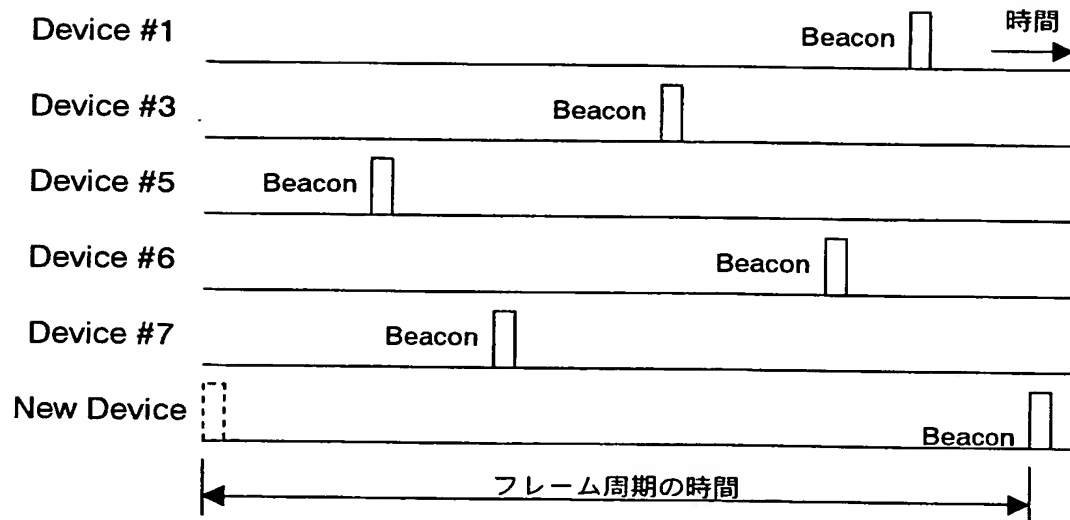 Device #1
Beacon
時間
Device #3
Beacon
Device #5
Beacon
Device #6
Beacon
Device #7
Beacon
New Device
Beacon
フレーム周期の時間